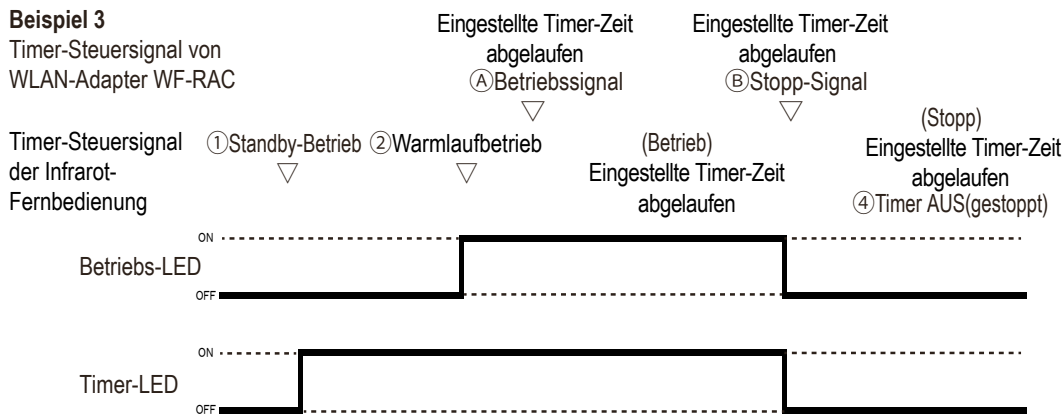 Beispiel 3
Timer-Steuersignal von
WLAN-Adapter WF-RAC
Eingestellte Timer-Zeit
abgelaufen
ⒶBetriebssignal
Eingestellte Timer-Zeit
abgelaufen
ⒷStopp-Signal
Timer-Steuersignal
der Infrarot-
Fernbedienung
①Standby-Betrieb
②Warmlaufbetrieb
(Betrieb)
Eingestellte Timer-Zeit
abgelaufen
(Stopp)
Eingestellte Timer-Zeit
abgelaufen
④Timer AUS(gestoppt)
ON
Betriebs-LED
OFF
ON
Timer-LED
OFF